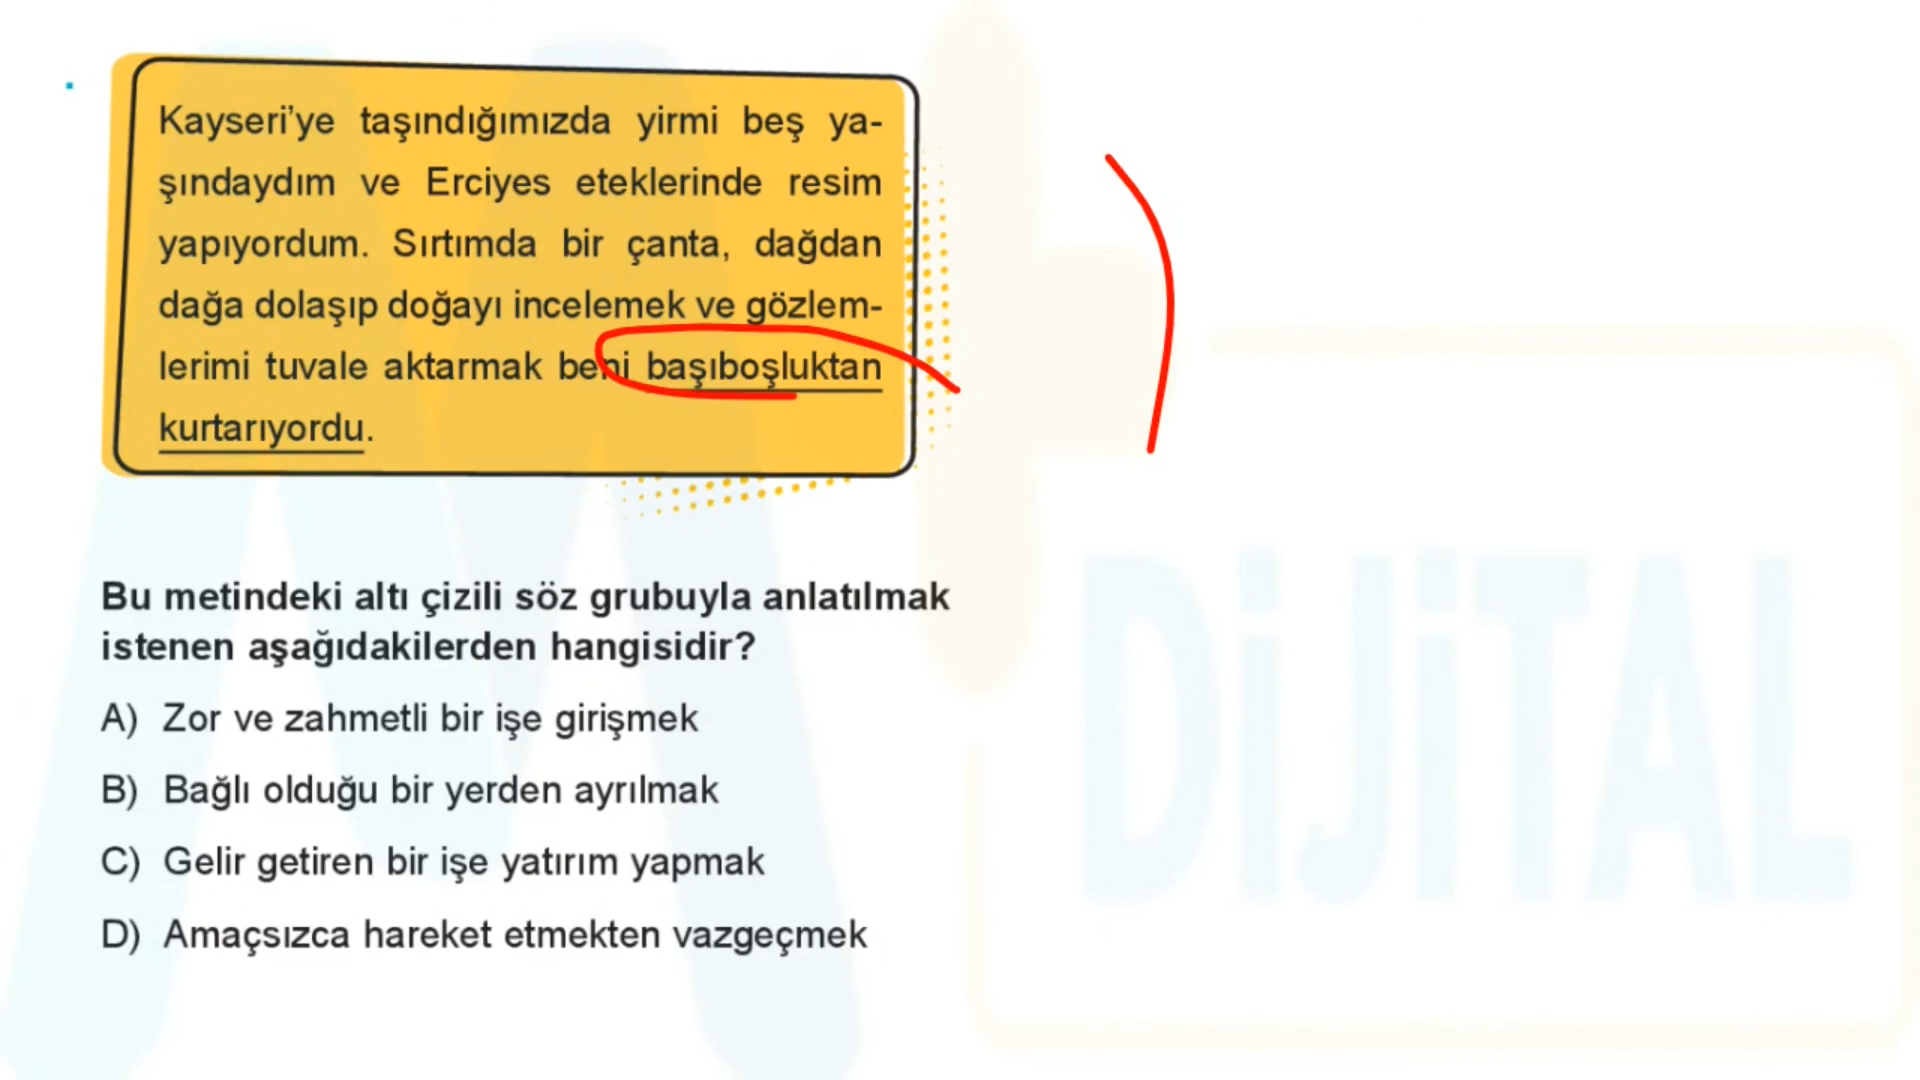 Kayseri’ye taşındığımızda yirmi beş ya-
şındaydım ve Erciyes eteklerinde resim
yapıyordum. Sırtımda bir çanta, dağdan
dağa dolaşıp doğayı incelemek ve gözlem-
lerimi tuvale aktarmak beni başıboşluktan
kurtarıyordu.
Bu metindeki altı çizili söz grubuyla anlatılmak
istenen aşağıdakilerden hangisidir?
A) Zor ve zahmetli bir işe girişmek
B) Bağlı olduğu bir yerden ayrılmak
C) Gelir getiren bir işe yatırım yapmak
D) Amaçsızca hareket etmekten vazgeçmek
DİJİTAL